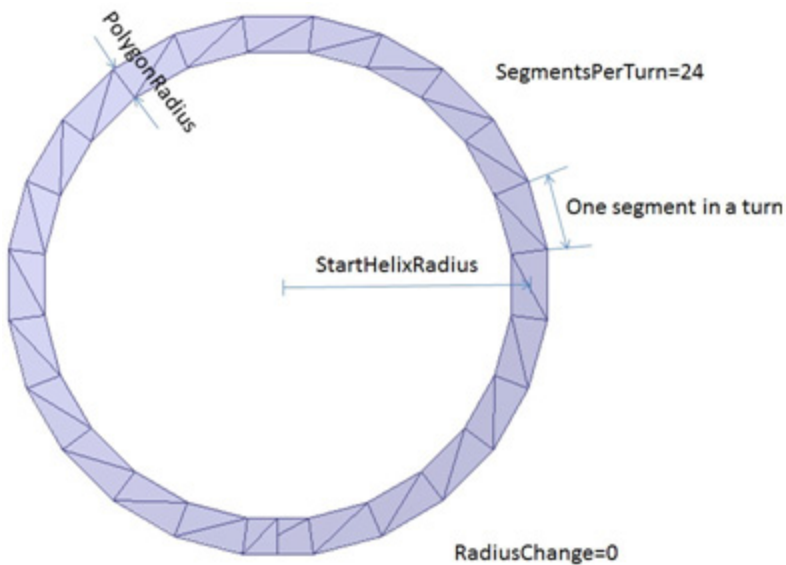 PolygonRadius
SegmentsPerTurn=24
One segment in a turn
StartHelixRadius
RadiusChange=0